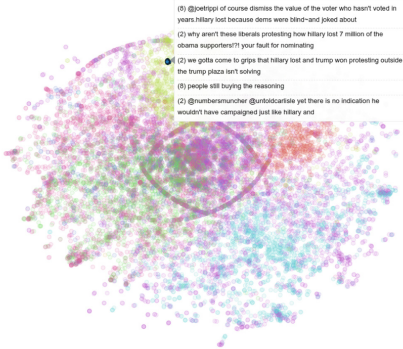 (8) @joetrippi of course dismiss the value of the voter who hasn't voted in
years.hillary lost because dems were blind~and joked about
(2) why aren't these liberals protesting how hillary lost 7 million of the
obama supporters!?! your fault for nominating
(2) we gotta come to grips that hillary lost and trump won protesting outside
the trump plaza isn't solving
(8) people still buying the reasoning
(2) @numbersmuncher @untoldcarlisle yet there is no indication he
wouldn't have campaigned just like hillary and